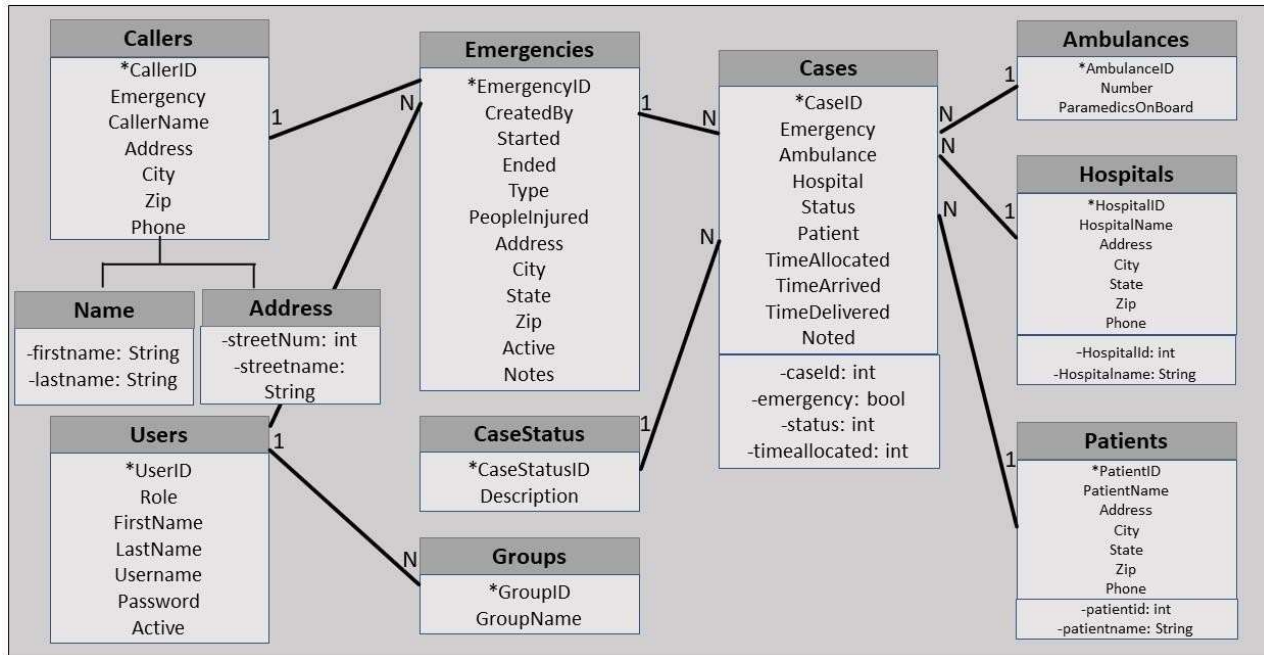 Callers
*CallerID
Emergency
CallerName
Address
City
Zip
Phone
Name
-firstname: String
-lastname: String
Address
-streetNum: int
-streetname:
String
Users
*UserID
Role
FirstName
LastName
Username
Password
Active
Emergencies
*EmergencyID
CreatedBy
Started
Ended
Type
PeopleInjured
Address
City
State
Zip
Active
Notes
CaseStatus
*CaseStatusID
Description
Groups
*GroupID
GroupName
Cases
*CaseID
Emergency
Ambulance
Hospital
Status
Patient
TimeAllocated
TimeArrived
TimeDelivered
Noted
-caseId: int
-emergency: bool
-status: int
-timeallocated: int
Ambulances
*AmbulanceID
Number
ParamedicsOnBoard
Hospitals
*HospitalID
HospitalName
Address
City
State
Zip
Phone
-HospitalId: int
-Hospitalname: String
Patients
*PatientID
PatientName
Address
City
State
Zip
Phone
-patientid: int
-patientname: String
1
N
1
N
1
N
N
1
N
1
N
1
N
1